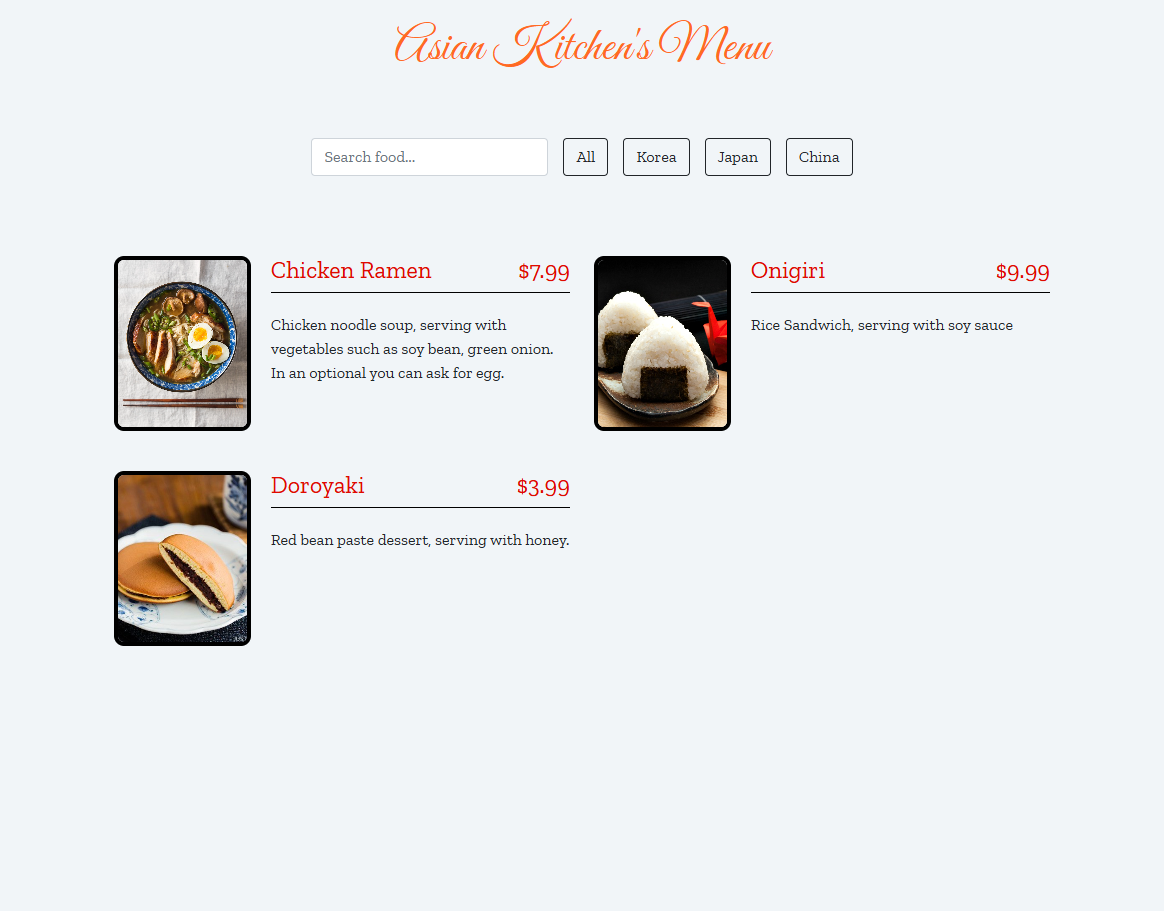 Asian Kitchen's Menu
Search food...
All
Korea
Japan
China
Chicken Ramen
$7.99
Chicken noodle soup, serving with
vegetables such as soy bean, green onion.
In an optional you can ask for egg.
Onigiri
$9.99
Rice Sandwich, serving with soy sauce
Doroyaki
$3.99
Red bean paste dessert, serving with honey.